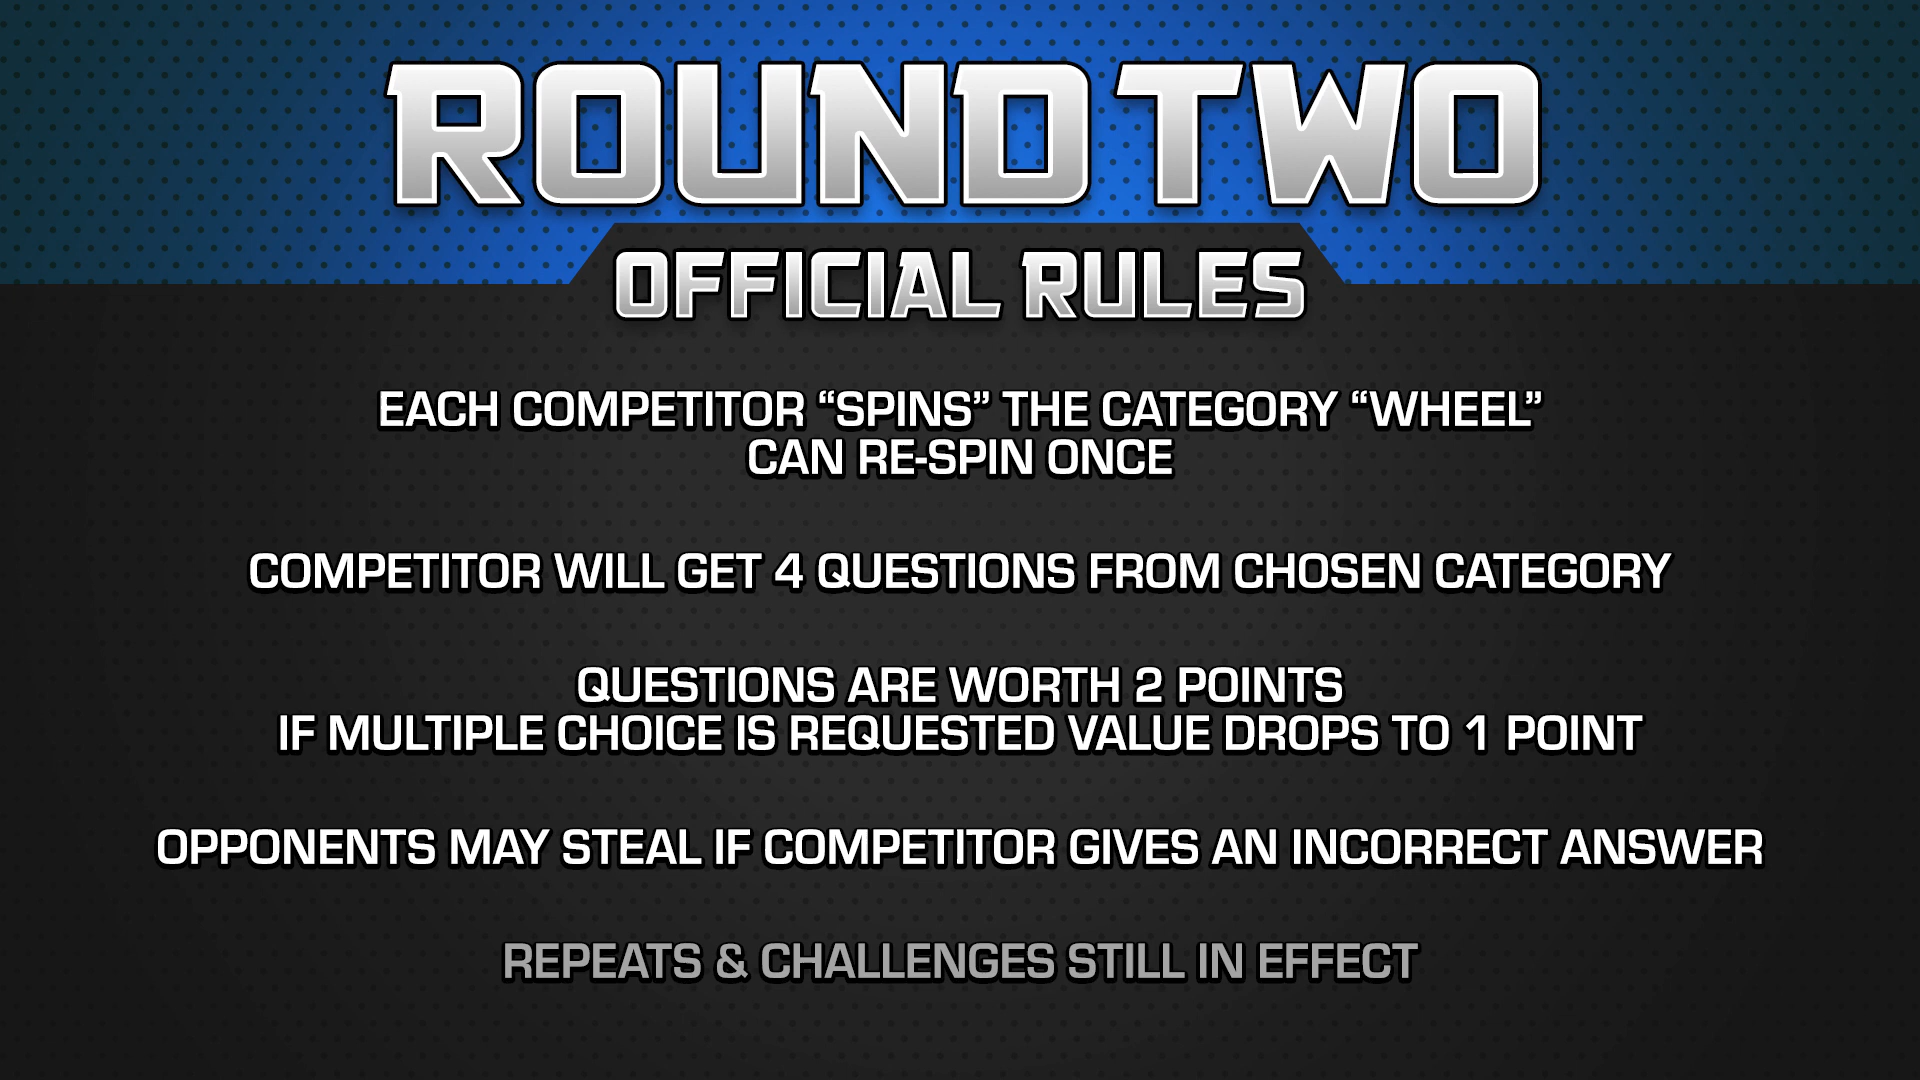 ROUND TWO
OFFICIAL RULES
EACH COMPETITOR “SPINS” THE CATEGORY “WHEEL”
CAN RE-SPIN ONCE
COMPETITOR WILL GET 4 QUESTIONS FROM CHOSEN CATEGORY
QUESTIONS ARE WORTH 2 POINTS
IF MULTIPLE CHOICE IS REQUESTED VALUE DROPS TO 1 POINT
OPPONENTS MAY STEAL IF COMPETITOR GIVES AN INCORRECT ANSWER
REPEATS & CHALLENGES STILL IN EFFECT